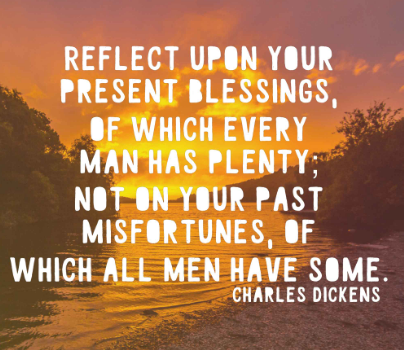 REFLECT UPON YOUR
PRESENT BLESSINGS,
OF WHICH EVERY
MAN HAS PLENTY;
NOT ON YOUR PAST
MISFORTUNES, OF
WHICH ALL MEN HAVE SOME.
CHARLES DICKENS